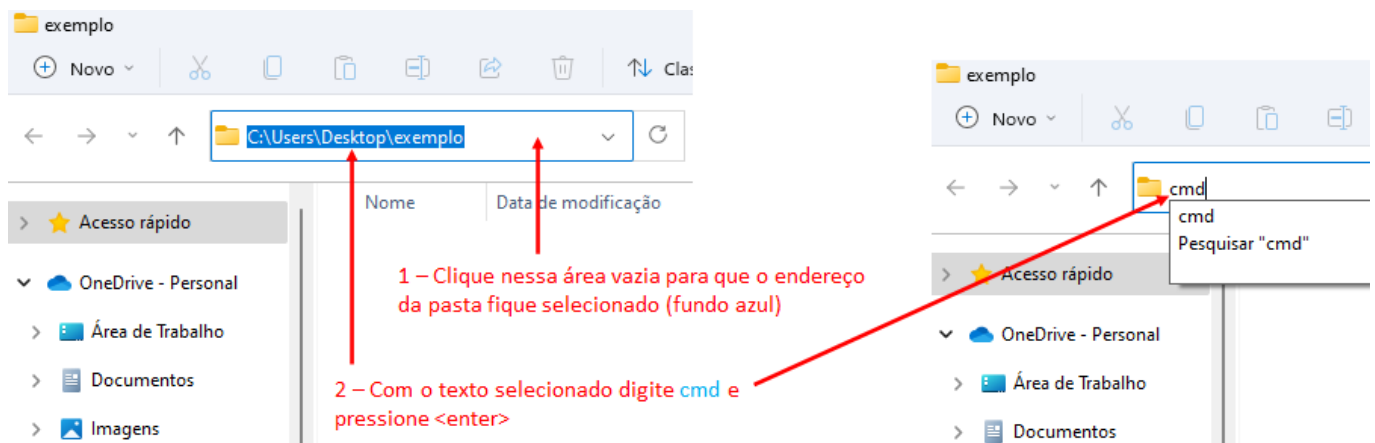 exemplo
Novo
Clas
C:\Users\Desktop\exemplo
Nome
Data de modificação
Acesso rápido
OneDrive - Personal
Área de Trabalho
Documentos
Imagens
1 – Clique nessa área vazia para que o endereço
da pasta fique selecionado (fundo azul)
2 – Com o texto selecionado digite cmd e
pressione <enter>
exemplo
Novo
cmd
cmd
Pesquisar "cmd"
Acesso rápido
OneDrive - Personal
Área de Trabalho
Documentos